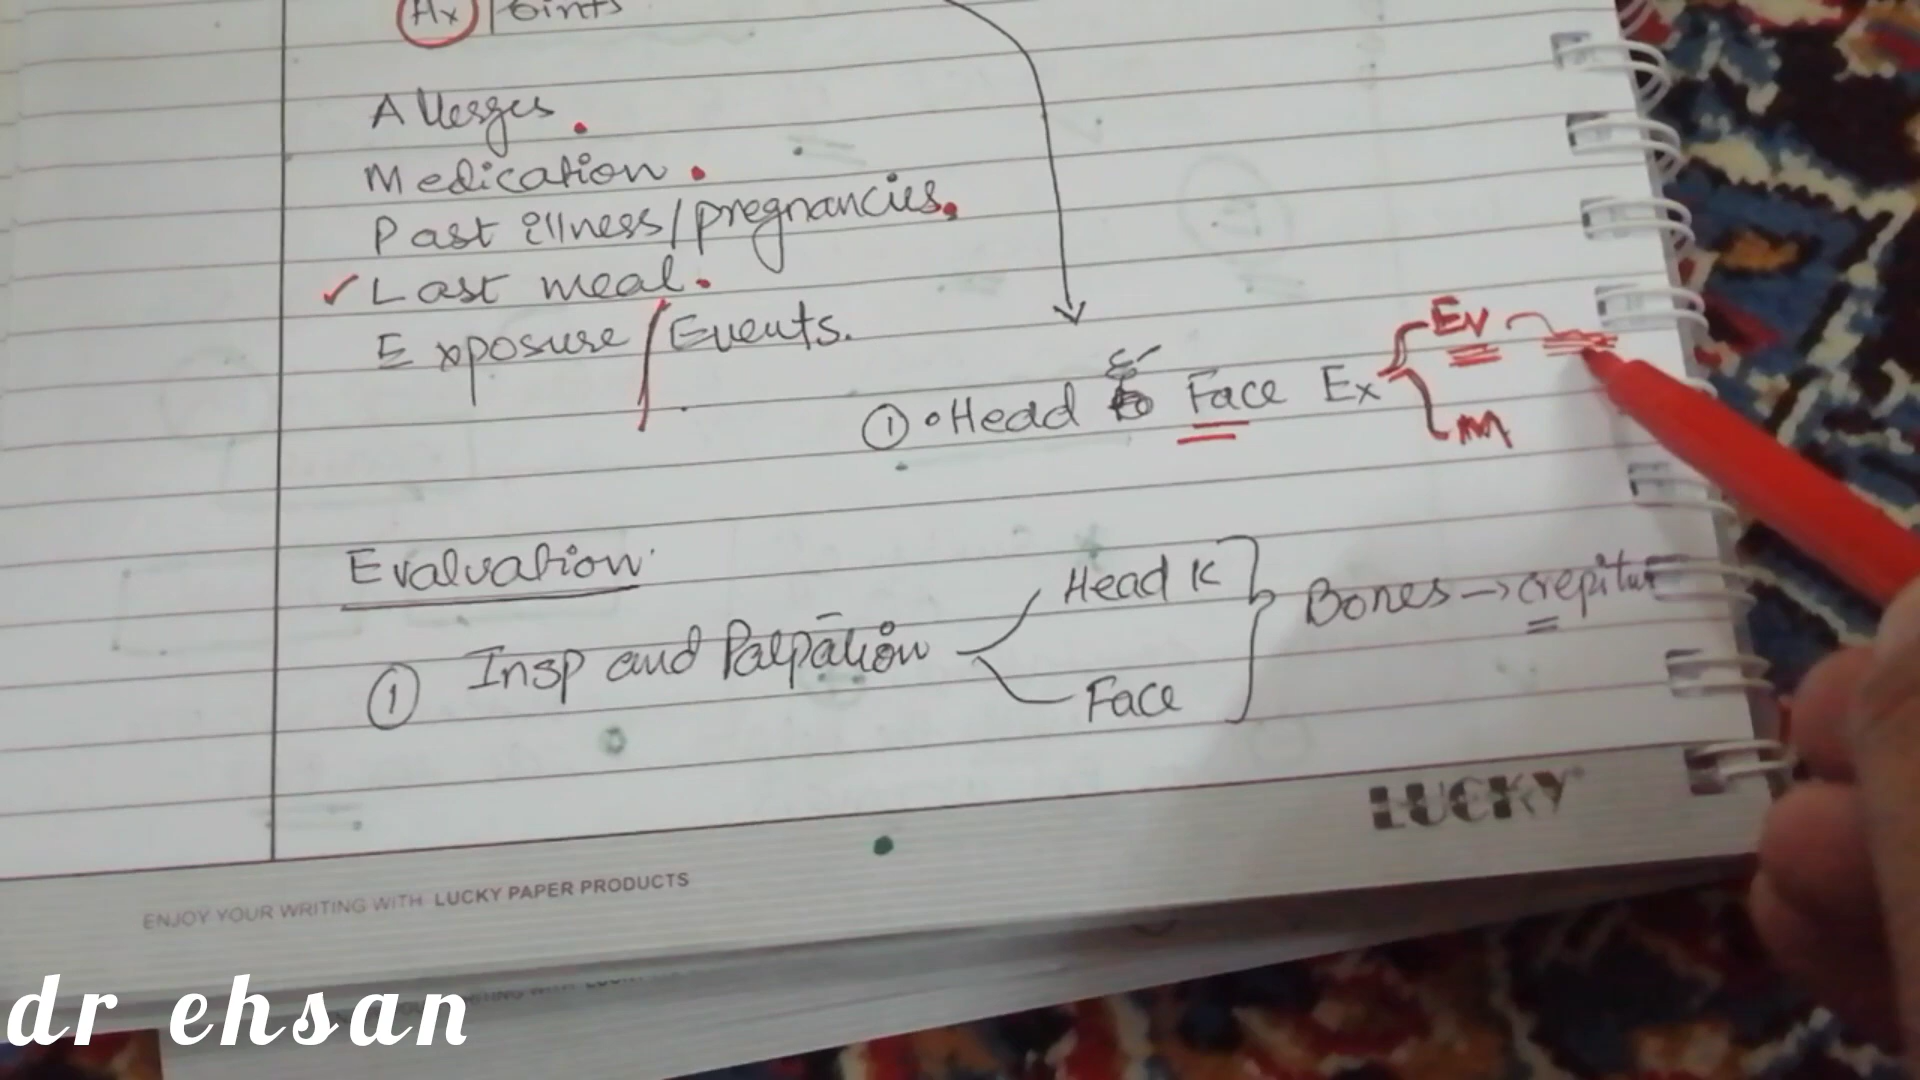 Hx Points
Allergies.
Medication.
Past illness/pregnancies.
✓ Last meal.
Exposure/Events.
Ev
① • Head & Face Ex
M
Evaluation
Head
① Insp and Palpation
Face
Bones → crepitus
LUCKY
ENJOY YOUR WRITING WITH LUCKY PAPER PRODUCTS
dr ehsan